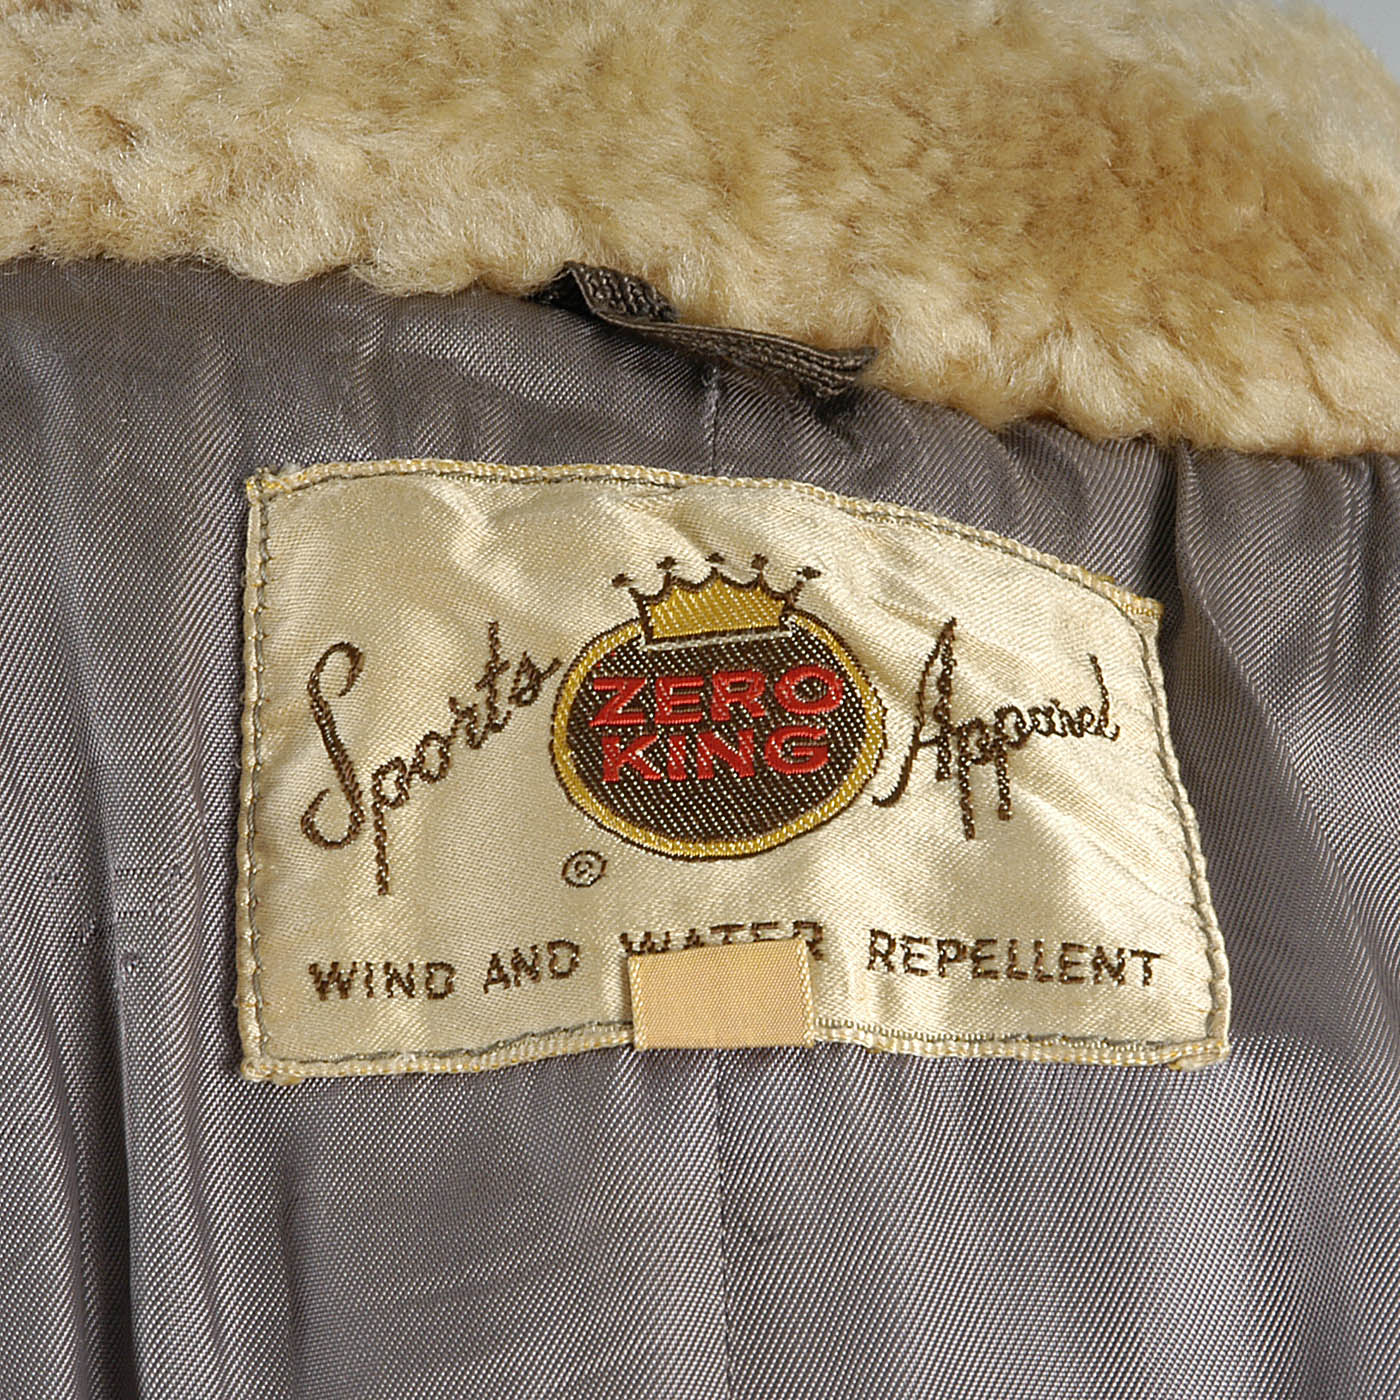 Sports ZERO KING Apparel
©
WIND AND WATER REPELLENT